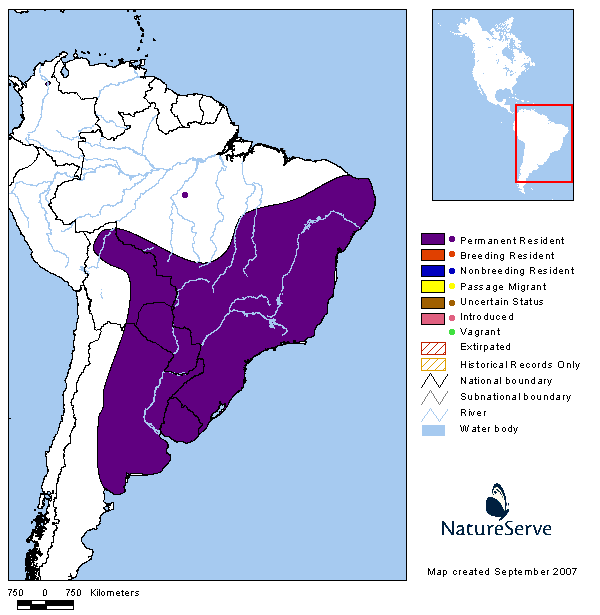 Permanent Resident
Breeding Resident
Nonbreeding Resident
Passage Migrant
Uncertain Status
Introduced
Vagrant
Extirpated
Historical Records Only
National boundary
Subnational boundary
River
Water body
NatureServe
Map created September 2007
750 0 750 Kilometers